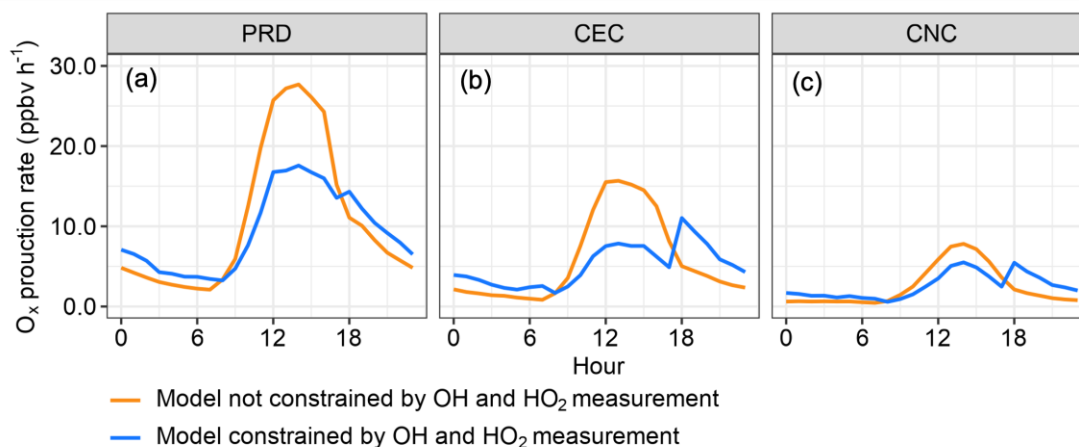 PRD CEC CNC
(a) (b) (c)
Oₓ prouction rate (ppbv h⁻¹)
30.0
20.0
10.0
0.0
0 6 12 18 0 6 12 18 0 6 12 18
Hour
Model not constrained by OH and HO₂ measurement
Model constrained by OH and HO₂ measurement